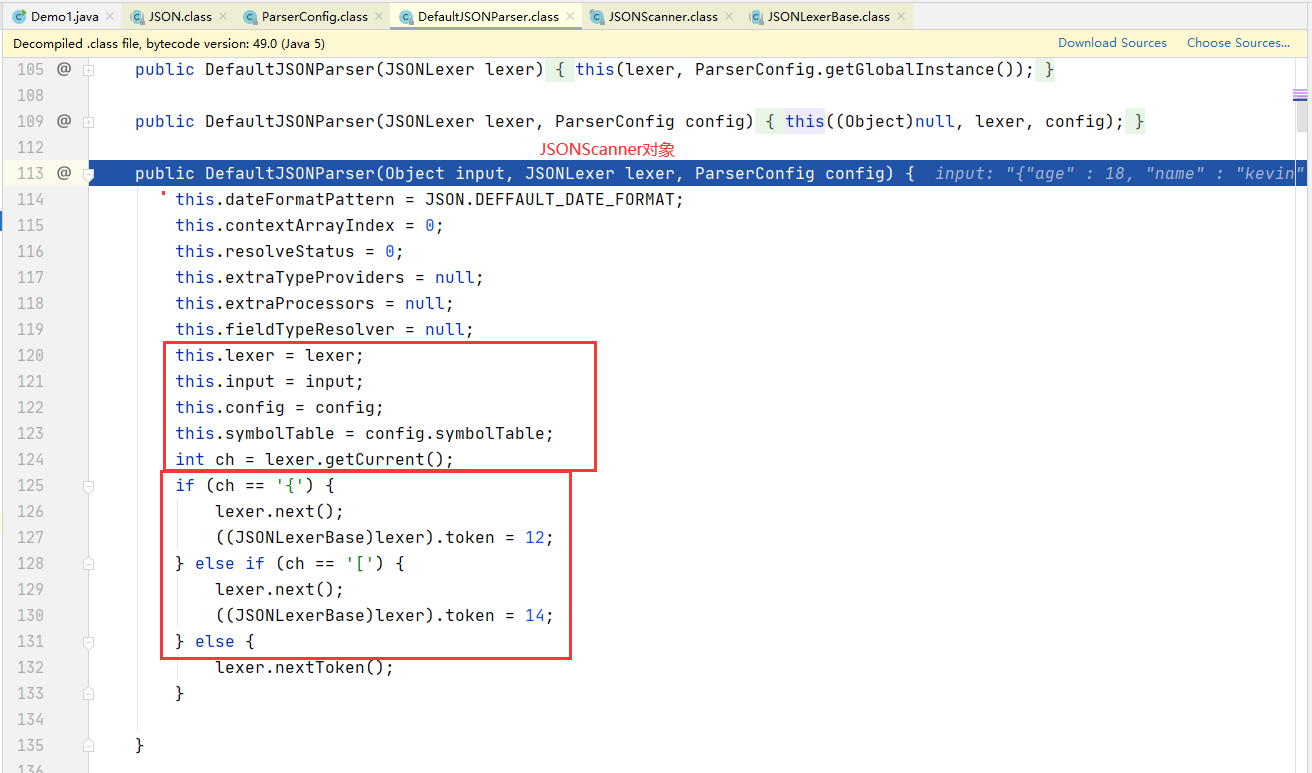 Demo1.java JSON.class ParserConfig.class DefaultJSONParser.class JSONScanner.class JSONLexerBase.class
Decompiled .class file, bytecode version: 49.0 (Java 5) Download Sources Choose Sources...
105 @ public DefaultJSONParser(JSONLexer lexer) { this(lexer, ParserConfig.getGlobalInstance()); }
108
109 @ public DefaultJSONParser(JSONLexer lexer, ParserConfig config) { this((Object)null, lexer, config); }
112
JSONScanner对象
113 @ public DefaultJSONParser(Object input, JSONLexer lexer, ParserConfig config) { input: "{"age" : 18, "name" : "kevin"
114 this.dateFormatPattern = JSON.DEFFAULT_DATE_FORMAT;
115 this.contextArrayIndex = 0;
116 this.resolveStatus = 0;
117 this.extraTypeProviders = null;
118 this.extraProcessors = null;
119 this.fieldTypeResolver = null;
120 this.lexer = lexer;
121 this.input = input;
122 this.config = config;
123 this.symbolTable = config.symbolTable;
124 int ch = lexer.getCurrent();
125 if (ch == '{') {
126 lexer.next();
127 ((JSONLexerBase)lexer).token = 12;
128 } else if (ch == '[') {
129 lexer.next();
130 ((JSONLexerBase)lexer).token = 14;
131 } else {
132 lexer.nextToken();
133 }
134
135 }
136